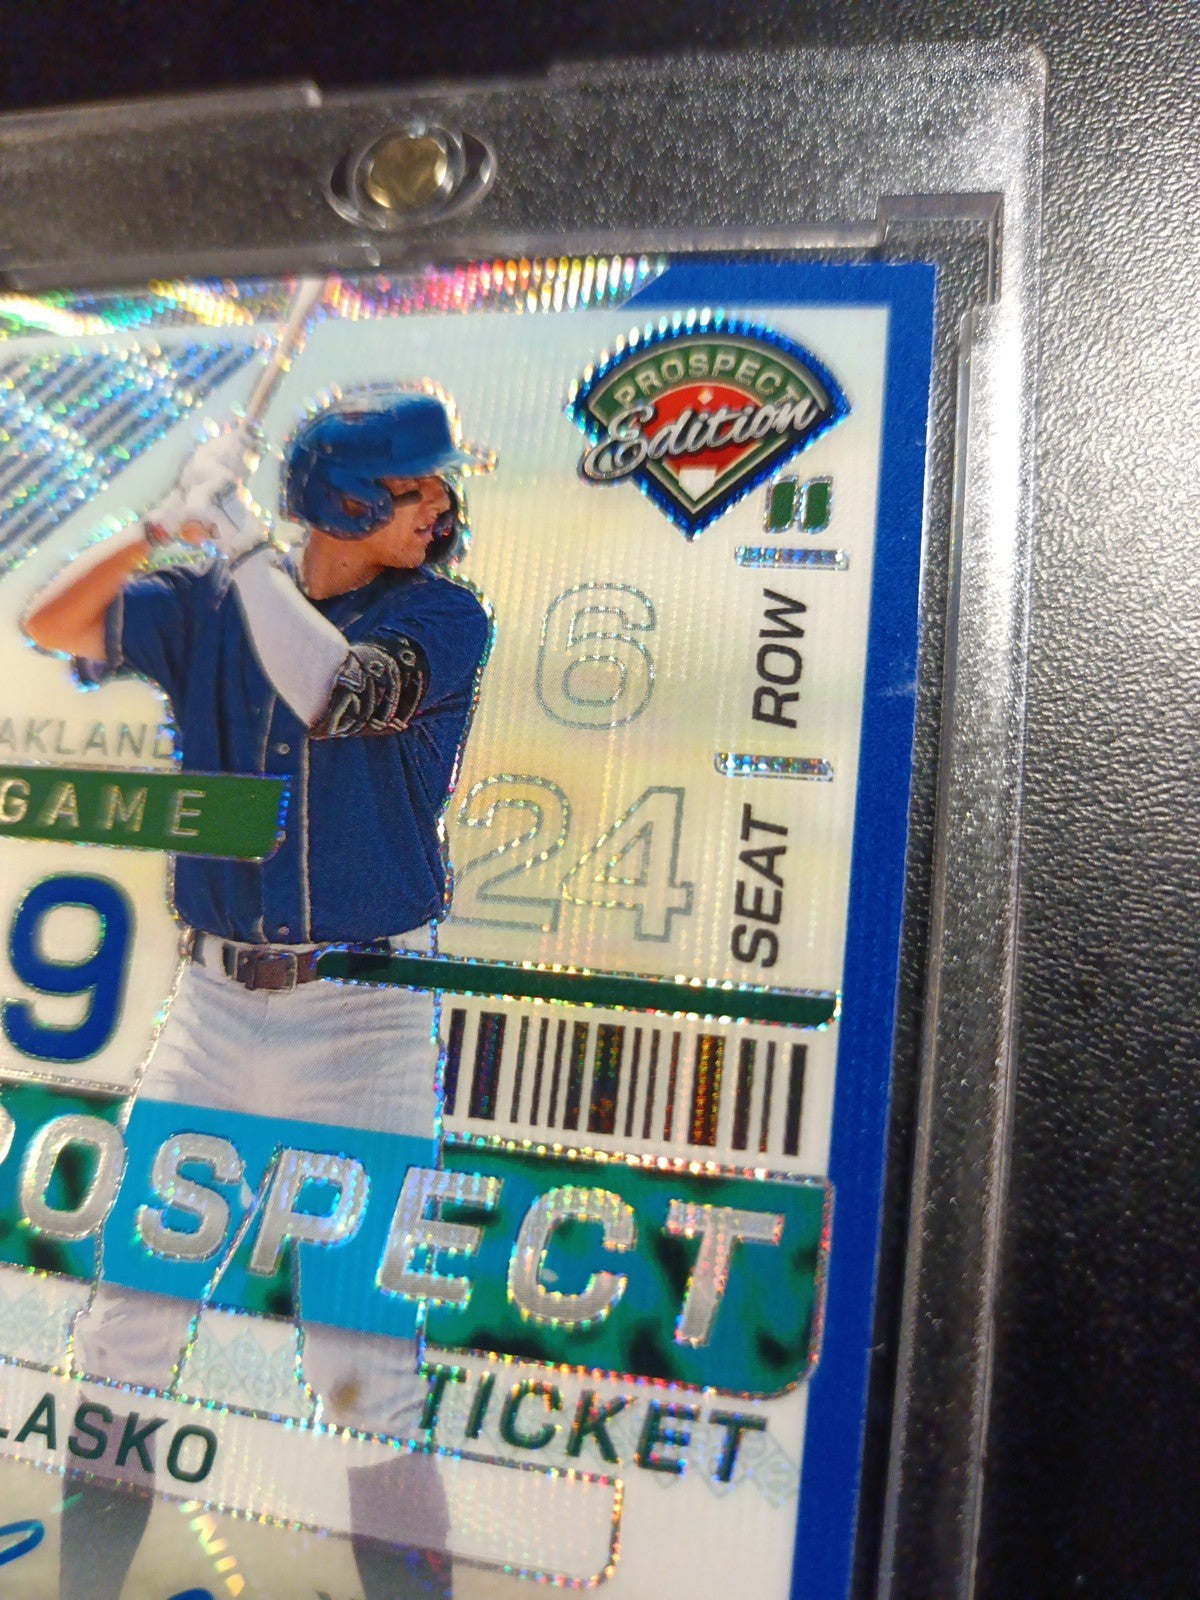 PROSPECT
Edition
ROW
6
SEAT
24
AKLAND
GAME
9
OSPECT
TICKET
LASKO